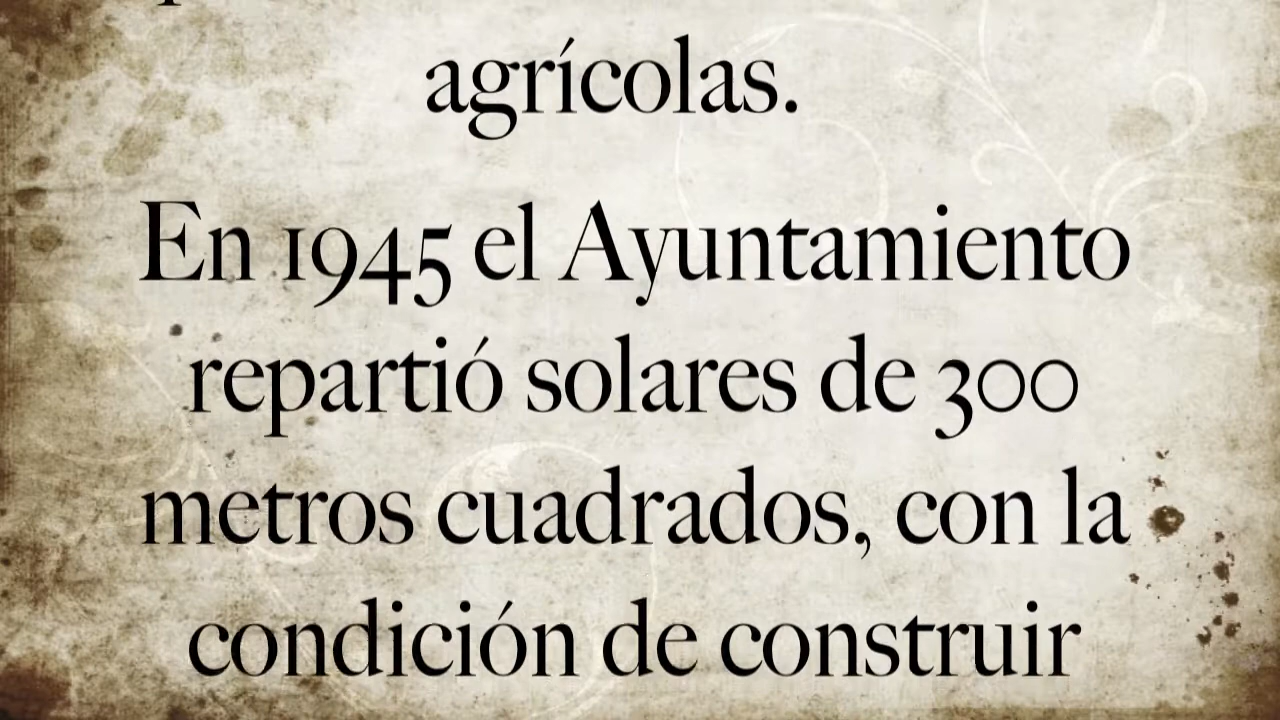 agrícolas.
En 1945 el Ayuntamiento
repartió solares de 300
metros cuadrados, con la
condición de construir